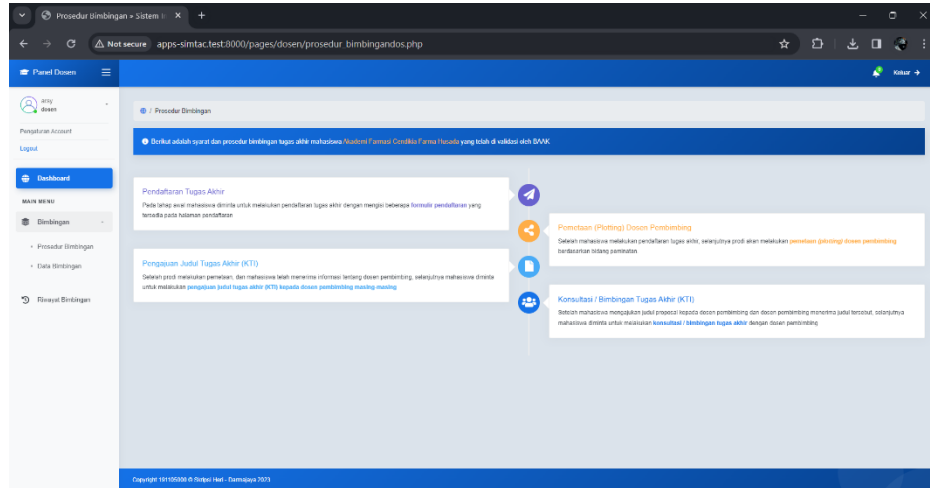 Prosedur Bimbingan » Sistem In
Not secure apps-simtac.test:8000/pages/dosen/prosedur_bimbingandos.php
Panel Dosen
Keluar
dosen
Pengaturan Account
Logout
Dashboard
MAIN MENU
Bimbingan
Prosedur Bimbingan
Data Bimbingan
Riwayat Bimbingan
/ Prosedur Bimbingan
Berikut adalah syarat dan prosedur bimbingan tugas akhir mahasiswa Akademi Farmasi Cendikia Farma Husada yang telah di validasi oleh BAAK
Pendaftaran Tugas Akhir
Pada tahap awal mahasiswa diminta untuk melakukan pendaftaran tugas akhir dengan mengisi beberapa formulir pendaftaran yang
tersedia pada halaman pendaftaran
Pemetaan (Plotting) Dosen Pembimbing
Setelah mahasiswa melakukan pendaftaran tugas akhir, selanjutnya prodi akan melakukan pemetaan (plotting) dosen pembimbing
berdasarkan bidang peminatan
Pengajuan Judul Tugas Akhir (KTI)
Setelah prodi melakukan pemetaan, dan mahasiswa telah menerima informasi tentang dosen pembimbing, selanjutnya mahasiswa diminta
untuk melakukan pengajuan judul tugas akhir (KTI) kepada dosen pembimbing masing-masing
Konsultasi / Bimbingan Tugas Akhir (KTI)
Setelah mahasiswa mengajukan judul proposal kepada dosen pembimbing dan dosen pembimbing menerima judul tersebut, selanjutnya
mahasiswa diminta untuk melakukan konsultasi / bimbingan tugas akhir dengan dosen pembimbing
Copyright 191105000 © Skripsi Heri - Darmajaya 2023